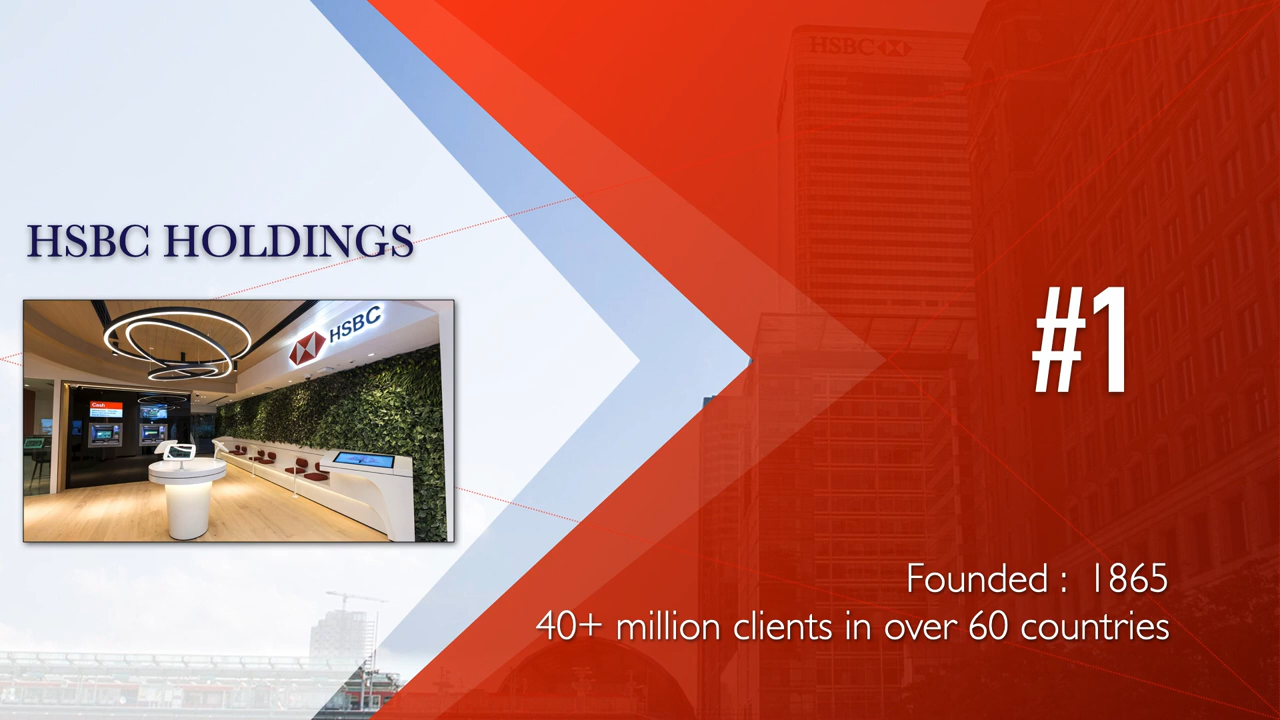 HSBC
HSBC HOLDINGS
HSBC
Cash
#1
Founded : 1865
40+ million clients in over 60 countries